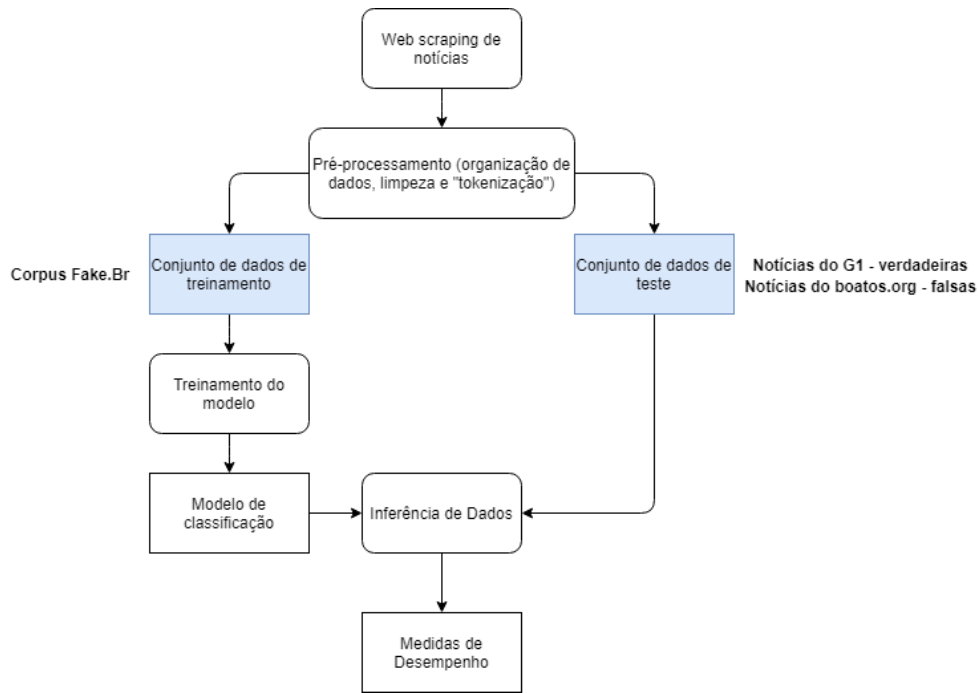 Web scraping de
notícias
Pré-processamento (organização de
dados, limpeza e "tokenização")
Corpus Fake.Br
Conjunto de dados de
treinamento
Conjunto de dados de
teste
Notícias do G1 - verdadeiras
Notícias do boatos.org - falsas
Treinamento do
modelo
Modelo de
classificação
Inferência de Dados
Medidas de
Desempenho